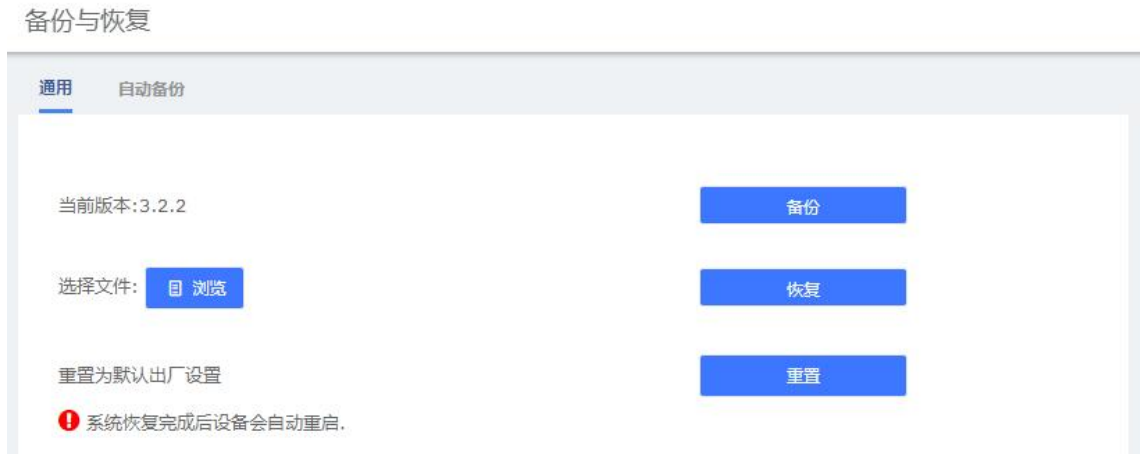 备份与恢复
通用 自动备份
当前版本:3.2.2 备份
选择文件: 浏览 恢复
重置为默认出厂设置 重置
系统恢复完成后设备会自动重启.